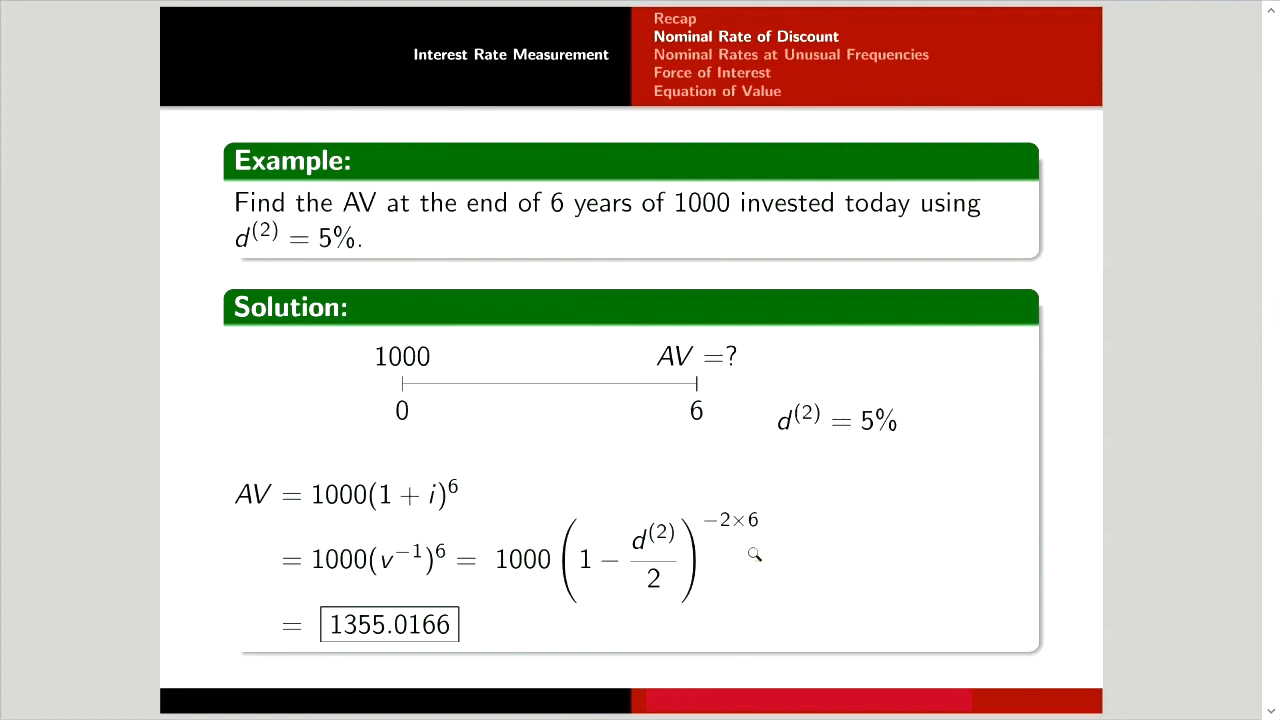 Interest Rate Measurement
Recap
Nominal Rate of Discount
Nominal Rates at Unusual Frequencies
Force of Interest
Equation of Value
Example:
Find the AV at the end of 6 years of 1000 invested today using
d^{(2)} = 5%.
Solution:
1000 AV =?
0 6
d^{(2)} = 5%
AV = 1000(1 + i)^6
= 1000(v^{-1})^6 = 1000 (1 − d^{(2)}/2)^{-2×6}
= 1355.0166